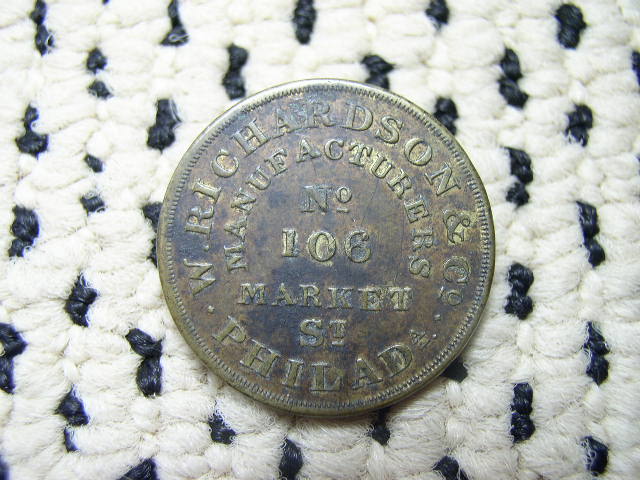 W. RICHARDSON & Co.
MANUFACTURERS
No
106
MARKET
ST
PHILADA.